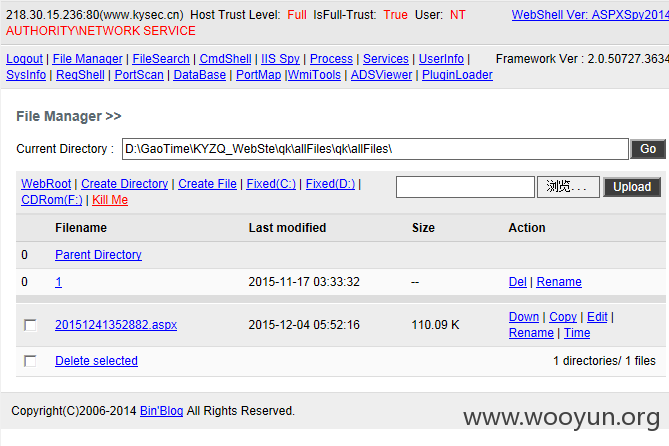 218.30.15.236:80(www.kysec.cn) Host Trust Level: Full IsFull-Trust: True User: NT AUTHORITY\NETWORK SERVICE
WebShell Ver: ASPXSpy2014
Logout | File Manager | FileSearch | CmdShell | IIS Spy | Process | Services | UserInfo | SysInfo | RegShell | PortScan | DataBase | PortMap |WmiTools | ADSViewer | PluginLoader
Framework Ver : 2.0.50727.3634
File Manager >>
Current Directory : D:\GaoTime\KYZQ_WebSte\qk\allFiles\qk\allFiles\ Go
WebRoot | Create Directory | Create File | Fixed(C:) | Fixed(D:) |
CDRom(F:) | Kill Me
浏览... Upload
Filename Last modified Size Action
0 Parent Directory
0 1 2015-11-17 03:33:32 -- Del | Rename
20151241352882.aspx 2015-12-04 05:52:16 110.09 K Down | Copy | Edit |
Rename | Time
Delete selected 1 directories/ 1 files
Copyright(C)2006-2014 Bin'Blog All Rights Reserved.
www.wooyun.org